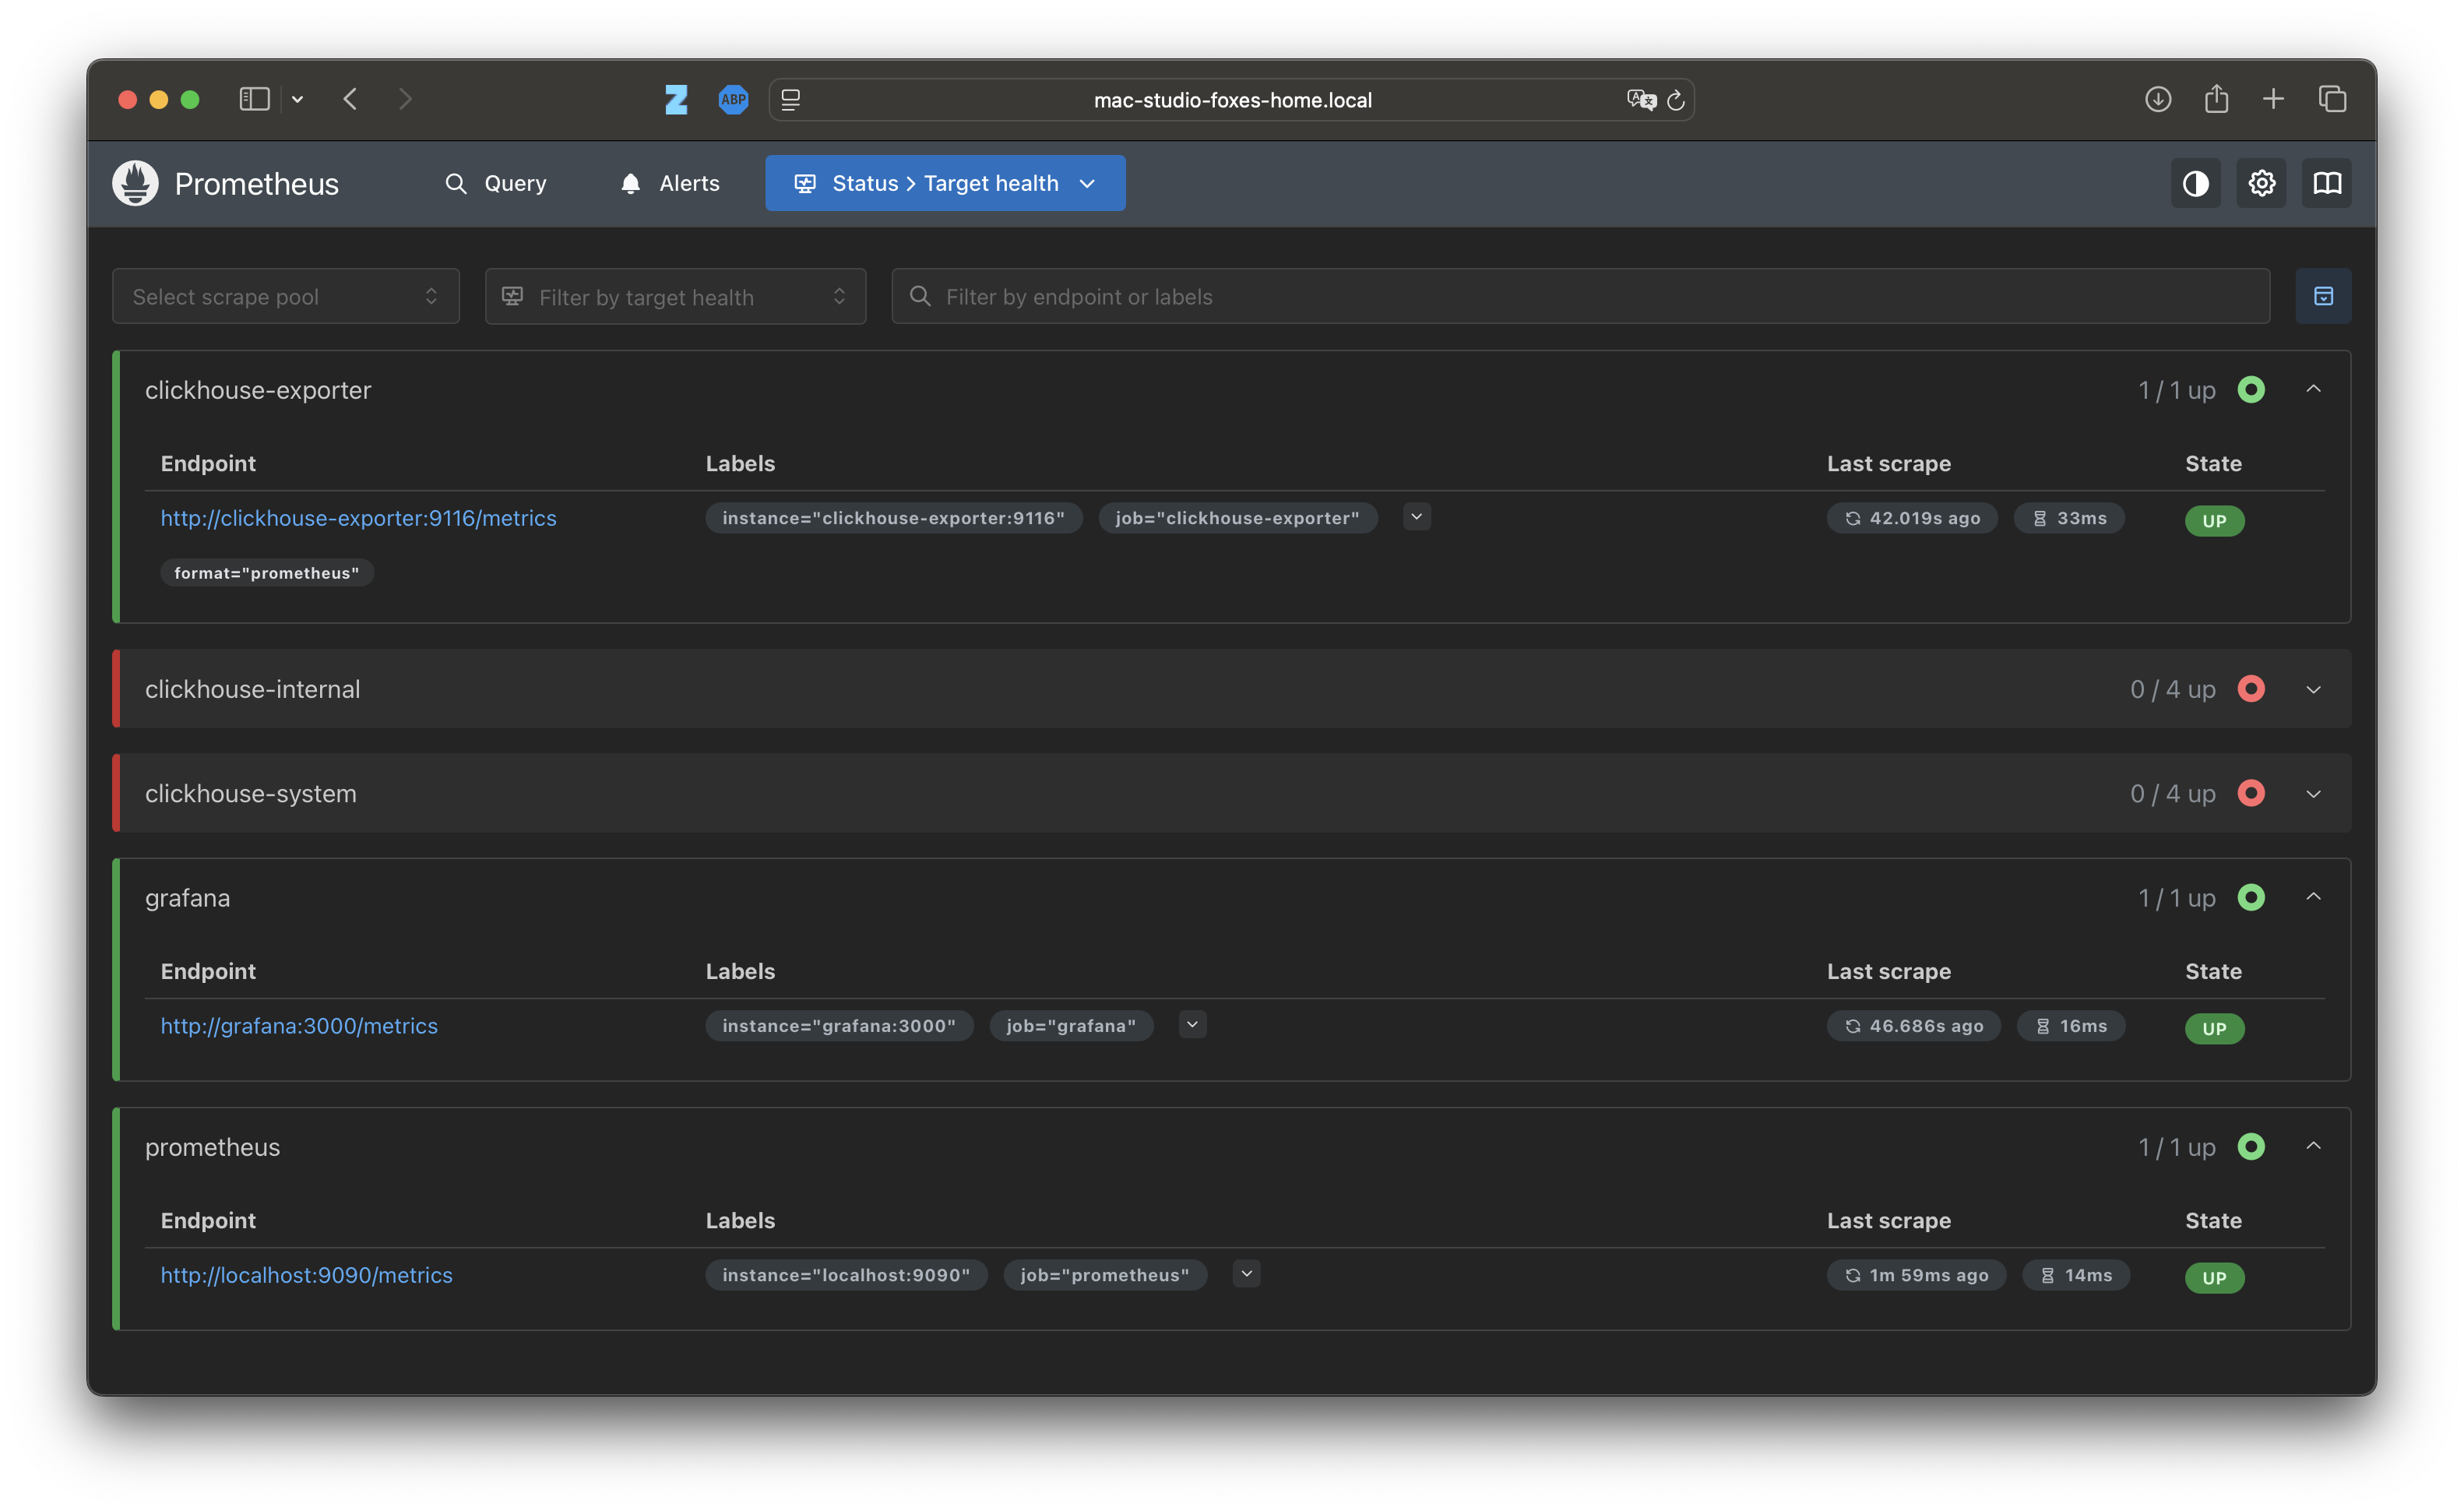 ABP mac-studio-foxes-home.local
Prometheus Query Alerts Status > Target health
Select scrape pool Filter by target health Filter by endpoint or labels
clickhouse-exporter 1 / 1 up
Endpoint Labels Last scrape State
http://clickhouse-exporter:9116/metrics instance="clickhouse-exporter:9116" job="clickhouse-exporter" 42.019s ago 33ms UP
format="prometheus"
clickhouse-internal 0 / 4 up
clickhouse-system 0 / 4 up
grafana 1 / 1 up
Endpoint Labels Last scrape State
http://grafana:3000/metrics instance="grafana:3000" job="grafana" 46.686s ago 16ms UP
prometheus 1 / 1 up
Endpoint Labels Last scrape State
http://localhost:9090/metrics instance="localhost:9090" job="prometheus" 1m 59ms ago 14ms UP